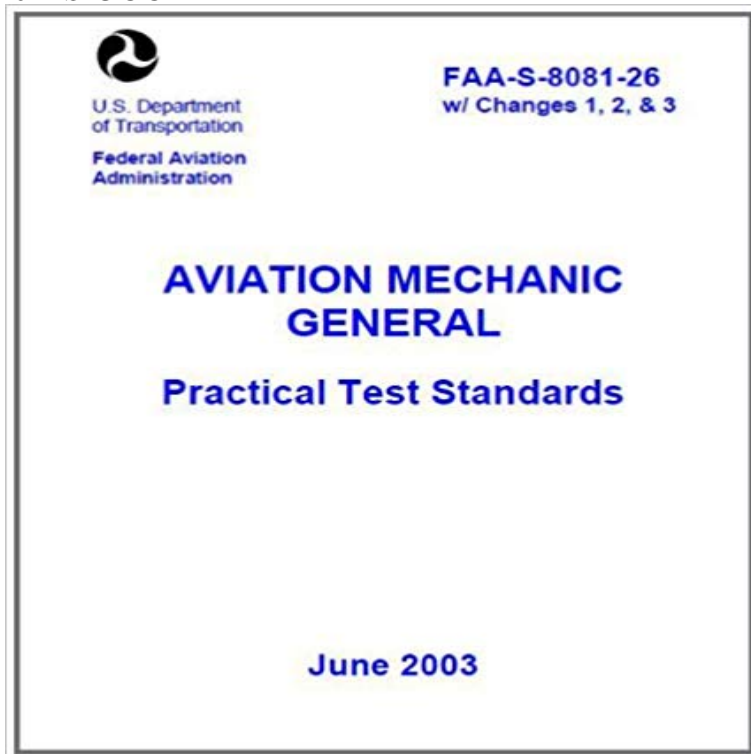 U.S. Department
of Transportation
Federal Aviation
Administration
FAA-S-8081-26
w/ Changes 1, 2, & 3
AVIATION MECHANIC
GENERAL
Practical Test Standards
June 2003